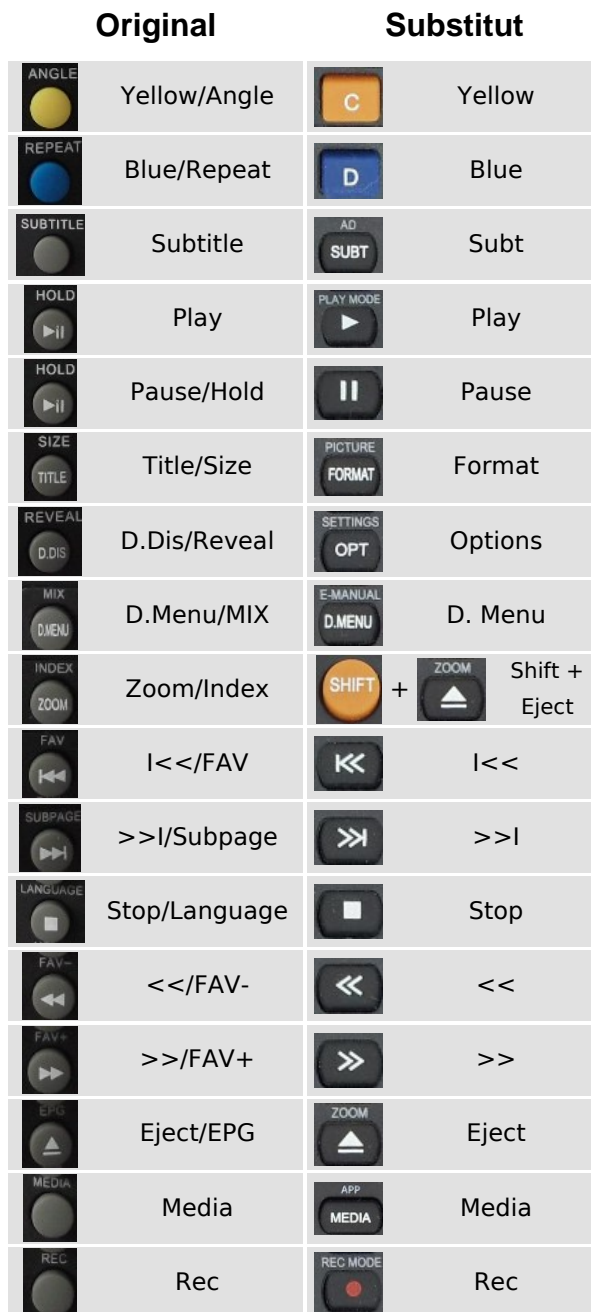 Original Substitut
ANGLE Yellow/Angle C Yellow
REPEAT Blue/Repeat D Blue
SUBTITLE Subtitle AD SUBT Subt
HOLD Play PLAY MODE Play
HOLD Pause/Hold Pause
SIZE TITLE Title/Size PICTURE FORMAT Format
REVEAL D.DIS D.Dis/Reveal SETTINGS OPT Options
MIX D.MENU D.Menu/MIX E-MANUAL D.MENU D. Menu
INDEX ZOOM Zoom/Index SHIFT + ZOOM Shift +
Eject
FAV I<</FAV I<<
SUBPAGE >>I/Subpage >>I
LANGUAGE Stop/Language Stop
FAV- <</FAV- <<
FAV+ >>/FAV+ >>
EPG Eject/EPG ZOOM Eject
MEDIA Media APP MEDIA Media
REC Rec REC MODE Rec